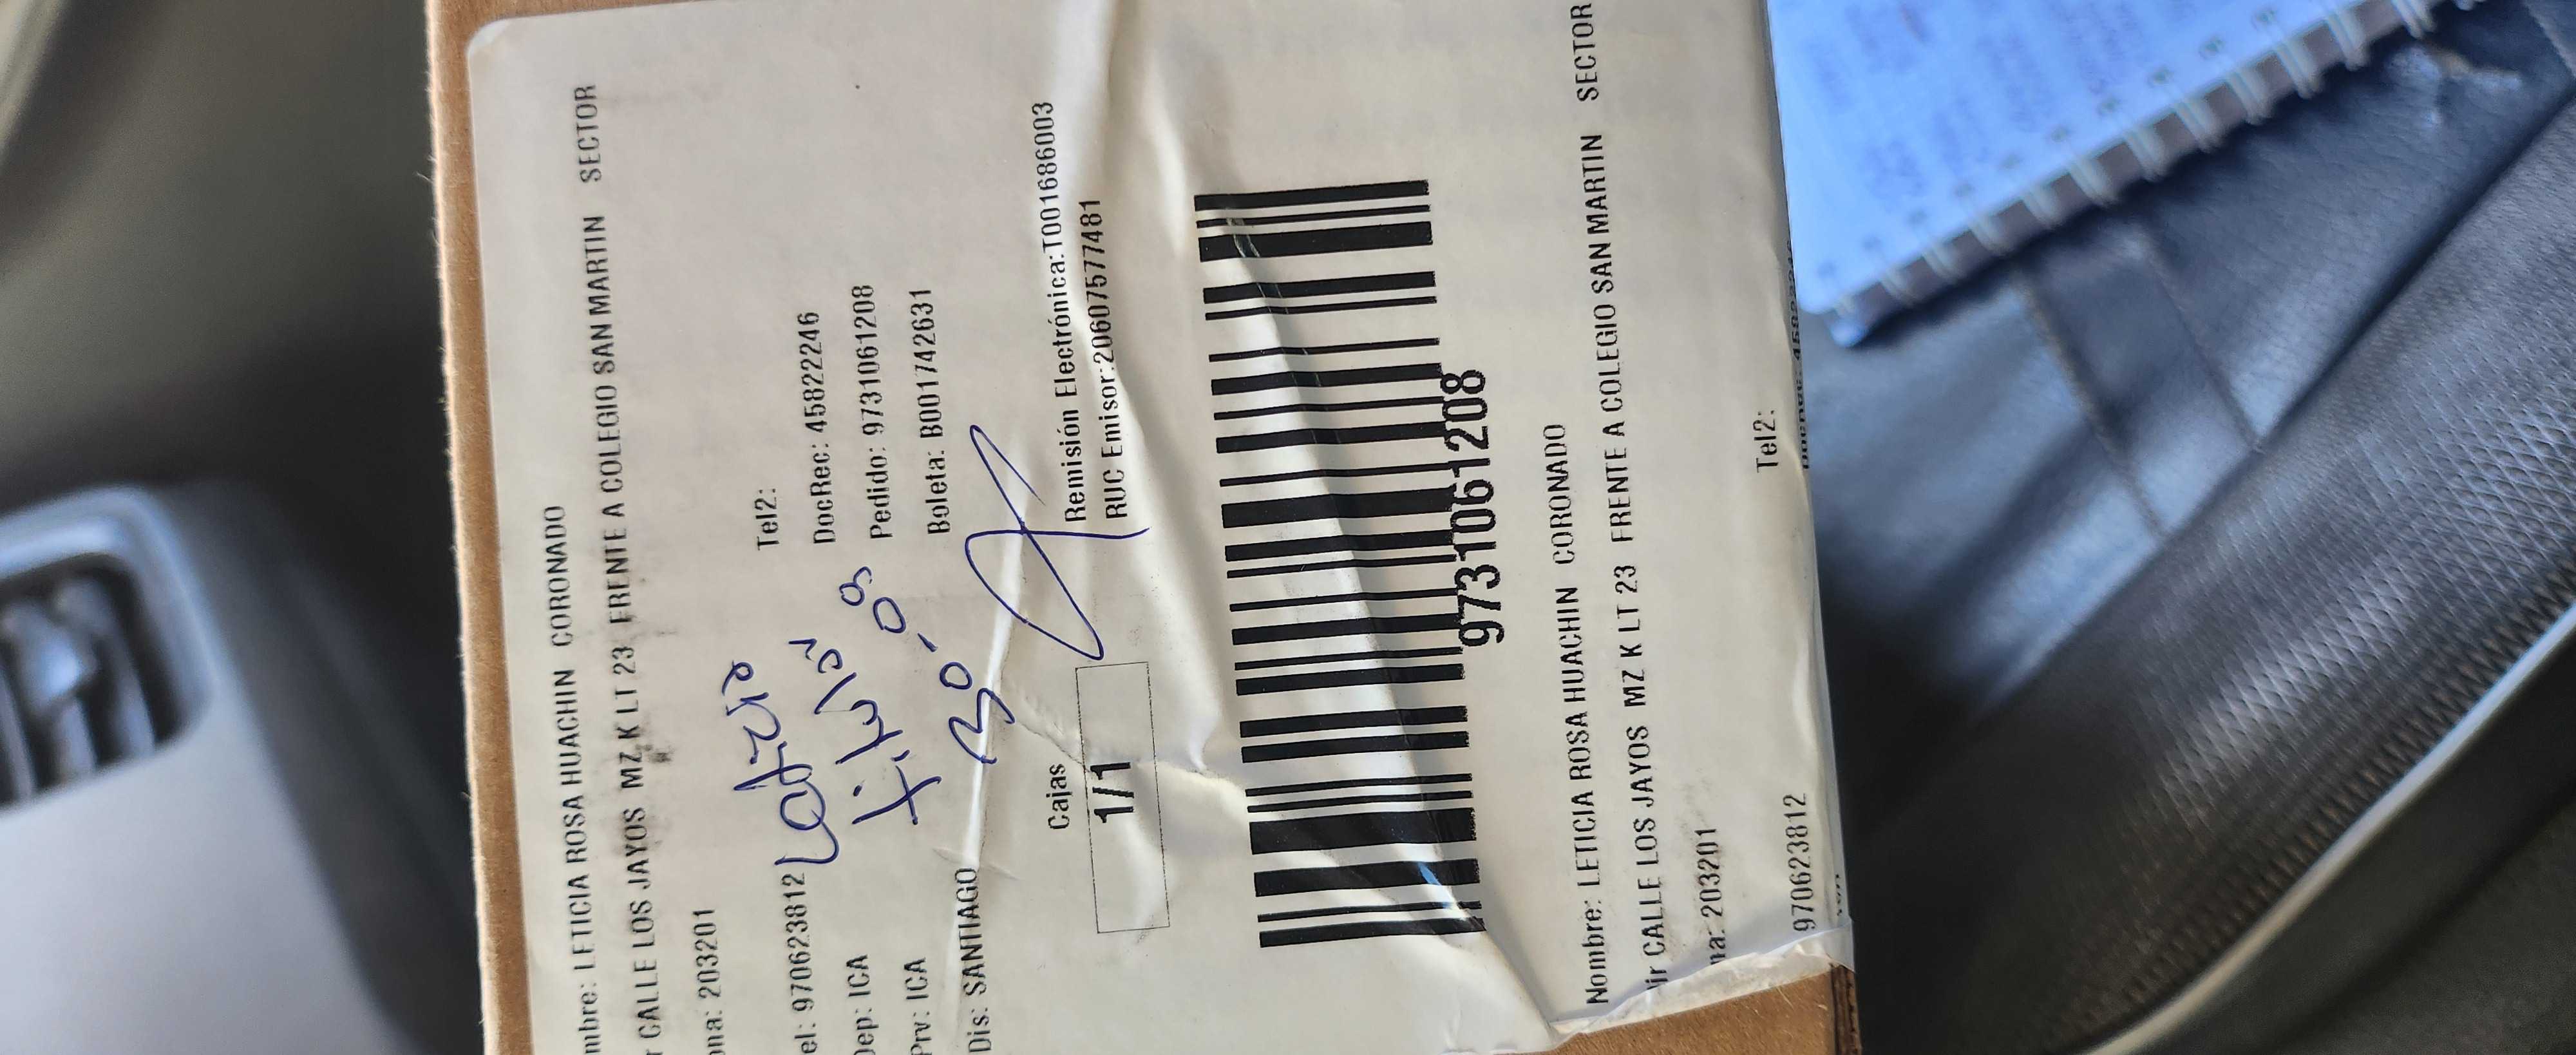 mbre: LETICIA ROSA HUACHIN CORONADO
r CALLE LOS JAYOS MZ K LT 23 FRENTE A COLEGIO SAN MARTIN SECTOR
ona: 203201
el: 970623812 Tel2:
Dep: ICA DocRec: 45822246
Prv: ICA Pedido: 9731061208
Dis: SANTIAGO Boleta: B001742631
Cajas
1/1
Remisión Electrónica:T001686003
RUC Emisor:20607577481
9731061208
Nombre: LETICIA ROSA HUACHIN CORONADO
ir CALLE LOS JAYOS MZ K LT 23 FRENTE A COLEGIO SAN MARTIN SECTOR
na: 203201
970623812 Tel2: